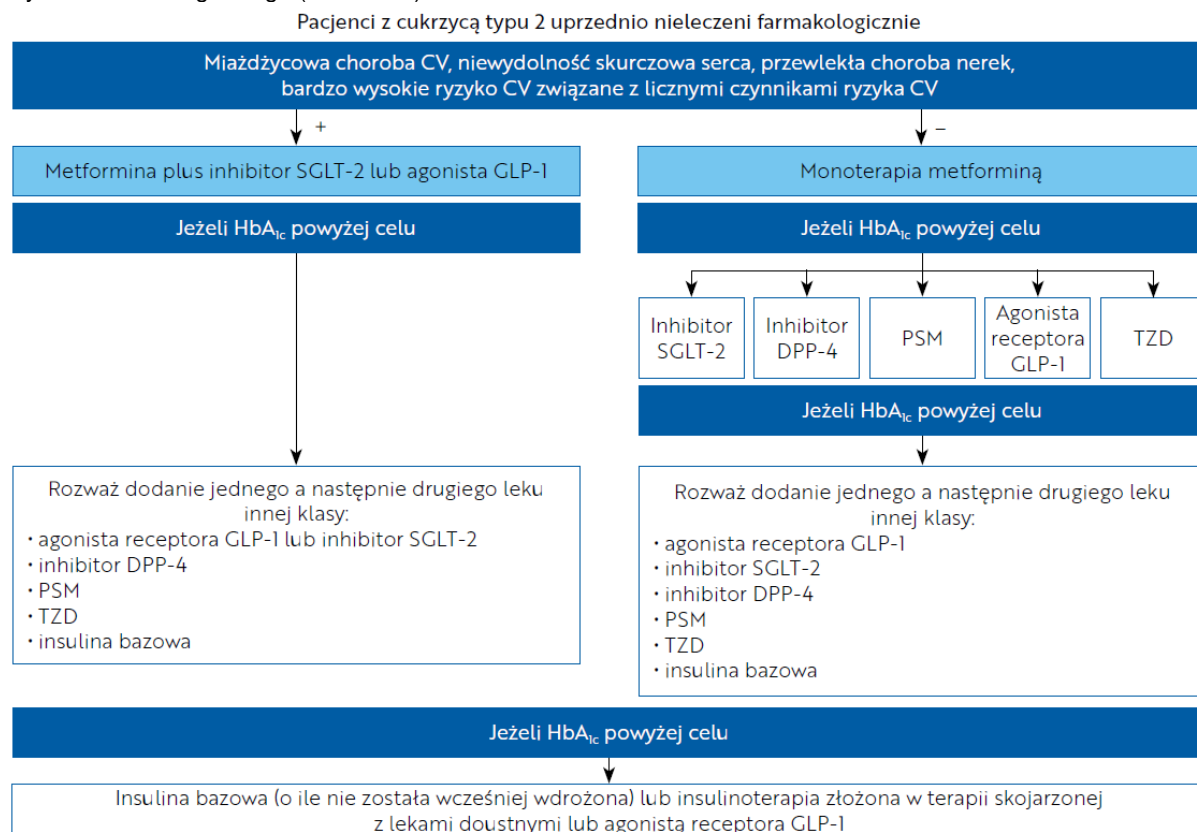 Pacjenci z cukrzycą typu 2 uprzednio nieleczeni farmakologicznie
Miażdżycowa choroba CV, niewydolność skurczowa serca, przewlekła choroba nerek,
bardzo wysokie ryzyko CV związane z licznymi czynnikami ryzyka CV
+
–
Metformina plus inhibitor SGLT-2 lub agonista GLP-1
Monoterapia metforminą
Jeżeli HbA1c powyżej celu
Jeżeli HbA1c powyżej celu
Inhibitor
SGLT-2
Inhibitor
DPP-4
PSM
Agonista
receptora
GLP-1
TZD
Jeżeli HbA1c powyżej celu
Rozważ dodanie jednego a następnie drugiego leku
innej klasy:
• agonista receptora GLP-1 lub inhibitor SGLT-2
• inhibitor DPP-4
• PSM
• TZD
• insulina bazowa
Rozważ dodanie jednego a następnie drugiego leku
innej klasy:
• agonista receptora GLP-1
• inhibitor SGLT-2
• inhibitor DPP-4
• PSM
• TZD
• insulina bazowa
Jeżeli HbA1c powyżej celu
Insulina bazowa (o ile nie została wcześniej wdrożona) lub insulinoterapia złożona w terapii skojarzonej
z lekami doustnymi lub agonistą receptora GLP-1